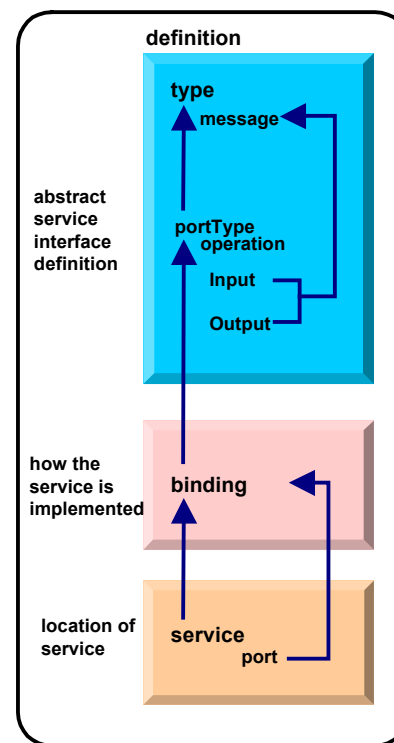 definition
type
message
abstract
service
interface
definition
portType
operation
Input
Output
how the
service is
implemented
binding
location of
service
service
port